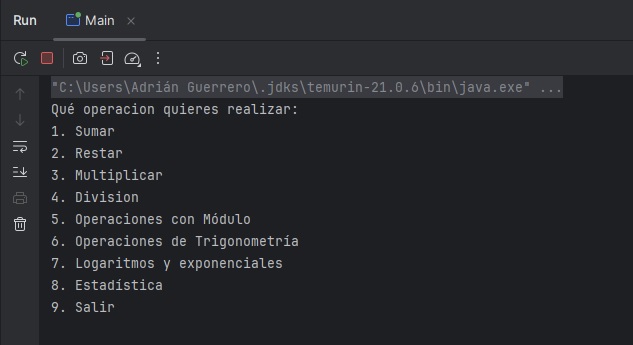 Run
Main
"C:\Users\Adrián Guerrero\.jdks\temurin-21.0.6\bin\java.exe" ...
Qué operacion quieres realizar:
1. Sumar
2. Restar
3. Multiplicar
4. Division
5. Operaciones con Módulo
6. Operaciones de Trigonometría
7. Logaritmos y exponenciales
8. Estadística
9. Salir